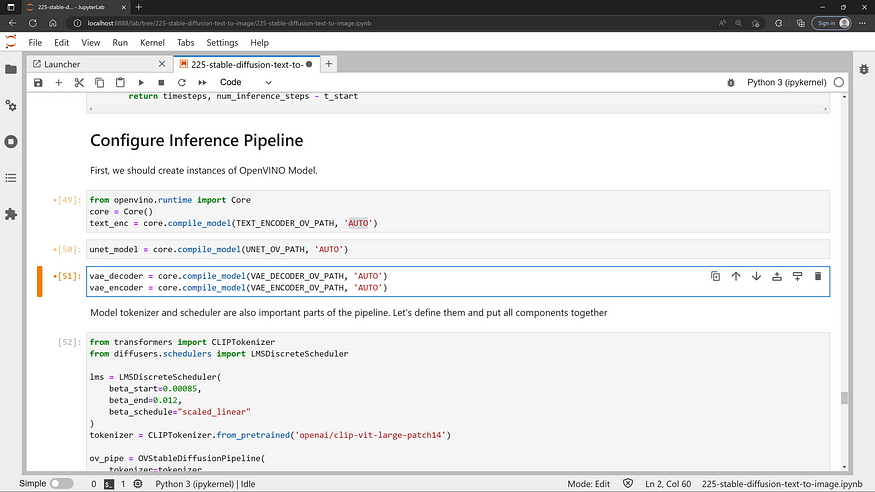 225-stable-d... - JupyterLab
localhost:8888/lab/tree/225-stable-diffusion-text-to-image/225-stable-diffusion-text-to-image.ipynb
Sign in
File Edit View Run Kernel Tabs Settings Help
Launcher
225-stable-diffusion-text-to-
Code
Python 3 (ipykernel)
return timesteps, num_inference_steps - t_start
Configure Inference Pipeline
First, we should create instances of OpenVINO Model.
[49]: from openvino.runtime import Core
core = Core()
text_enc = core.compile_model(TEXT_ENCODER_OV_PATH, 'AUTO')
[50]: unet_model = core.compile_model(UNET_OV_PATH, 'AUTO')
[51]: vae_decoder = core.compile_model(VAE_DECODER_OV_PATH, 'AUTO')
vae_encoder = core.compile_model(VAE_ENCODER_OV_PATH, 'AUTO')
Model tokenizer and scheduler are also important parts of the pipeline. Let's define them and put all components together
[52]: from transformers import CLIPTokenizer
from diffusers.schedulers import LMSDiscreteScheduler
lms = LMSDiscreteScheduler(
beta_start=0.00085,
beta_end=0.012,
beta_schedule="scaled_linear"
)
tokenizer = CLIPTokenizer.from_pretrained('openai/clip-vit-large-patch14')
ov_pipe = OVStableDiffusionPipeline(
tokenizer=tokenizer
Simple 0 $_ 1 Python 3 (ipykernel) | Idle Mode: Edit Ln 2, Col 60 225-stable-diffusion-text-to-image.ipynb